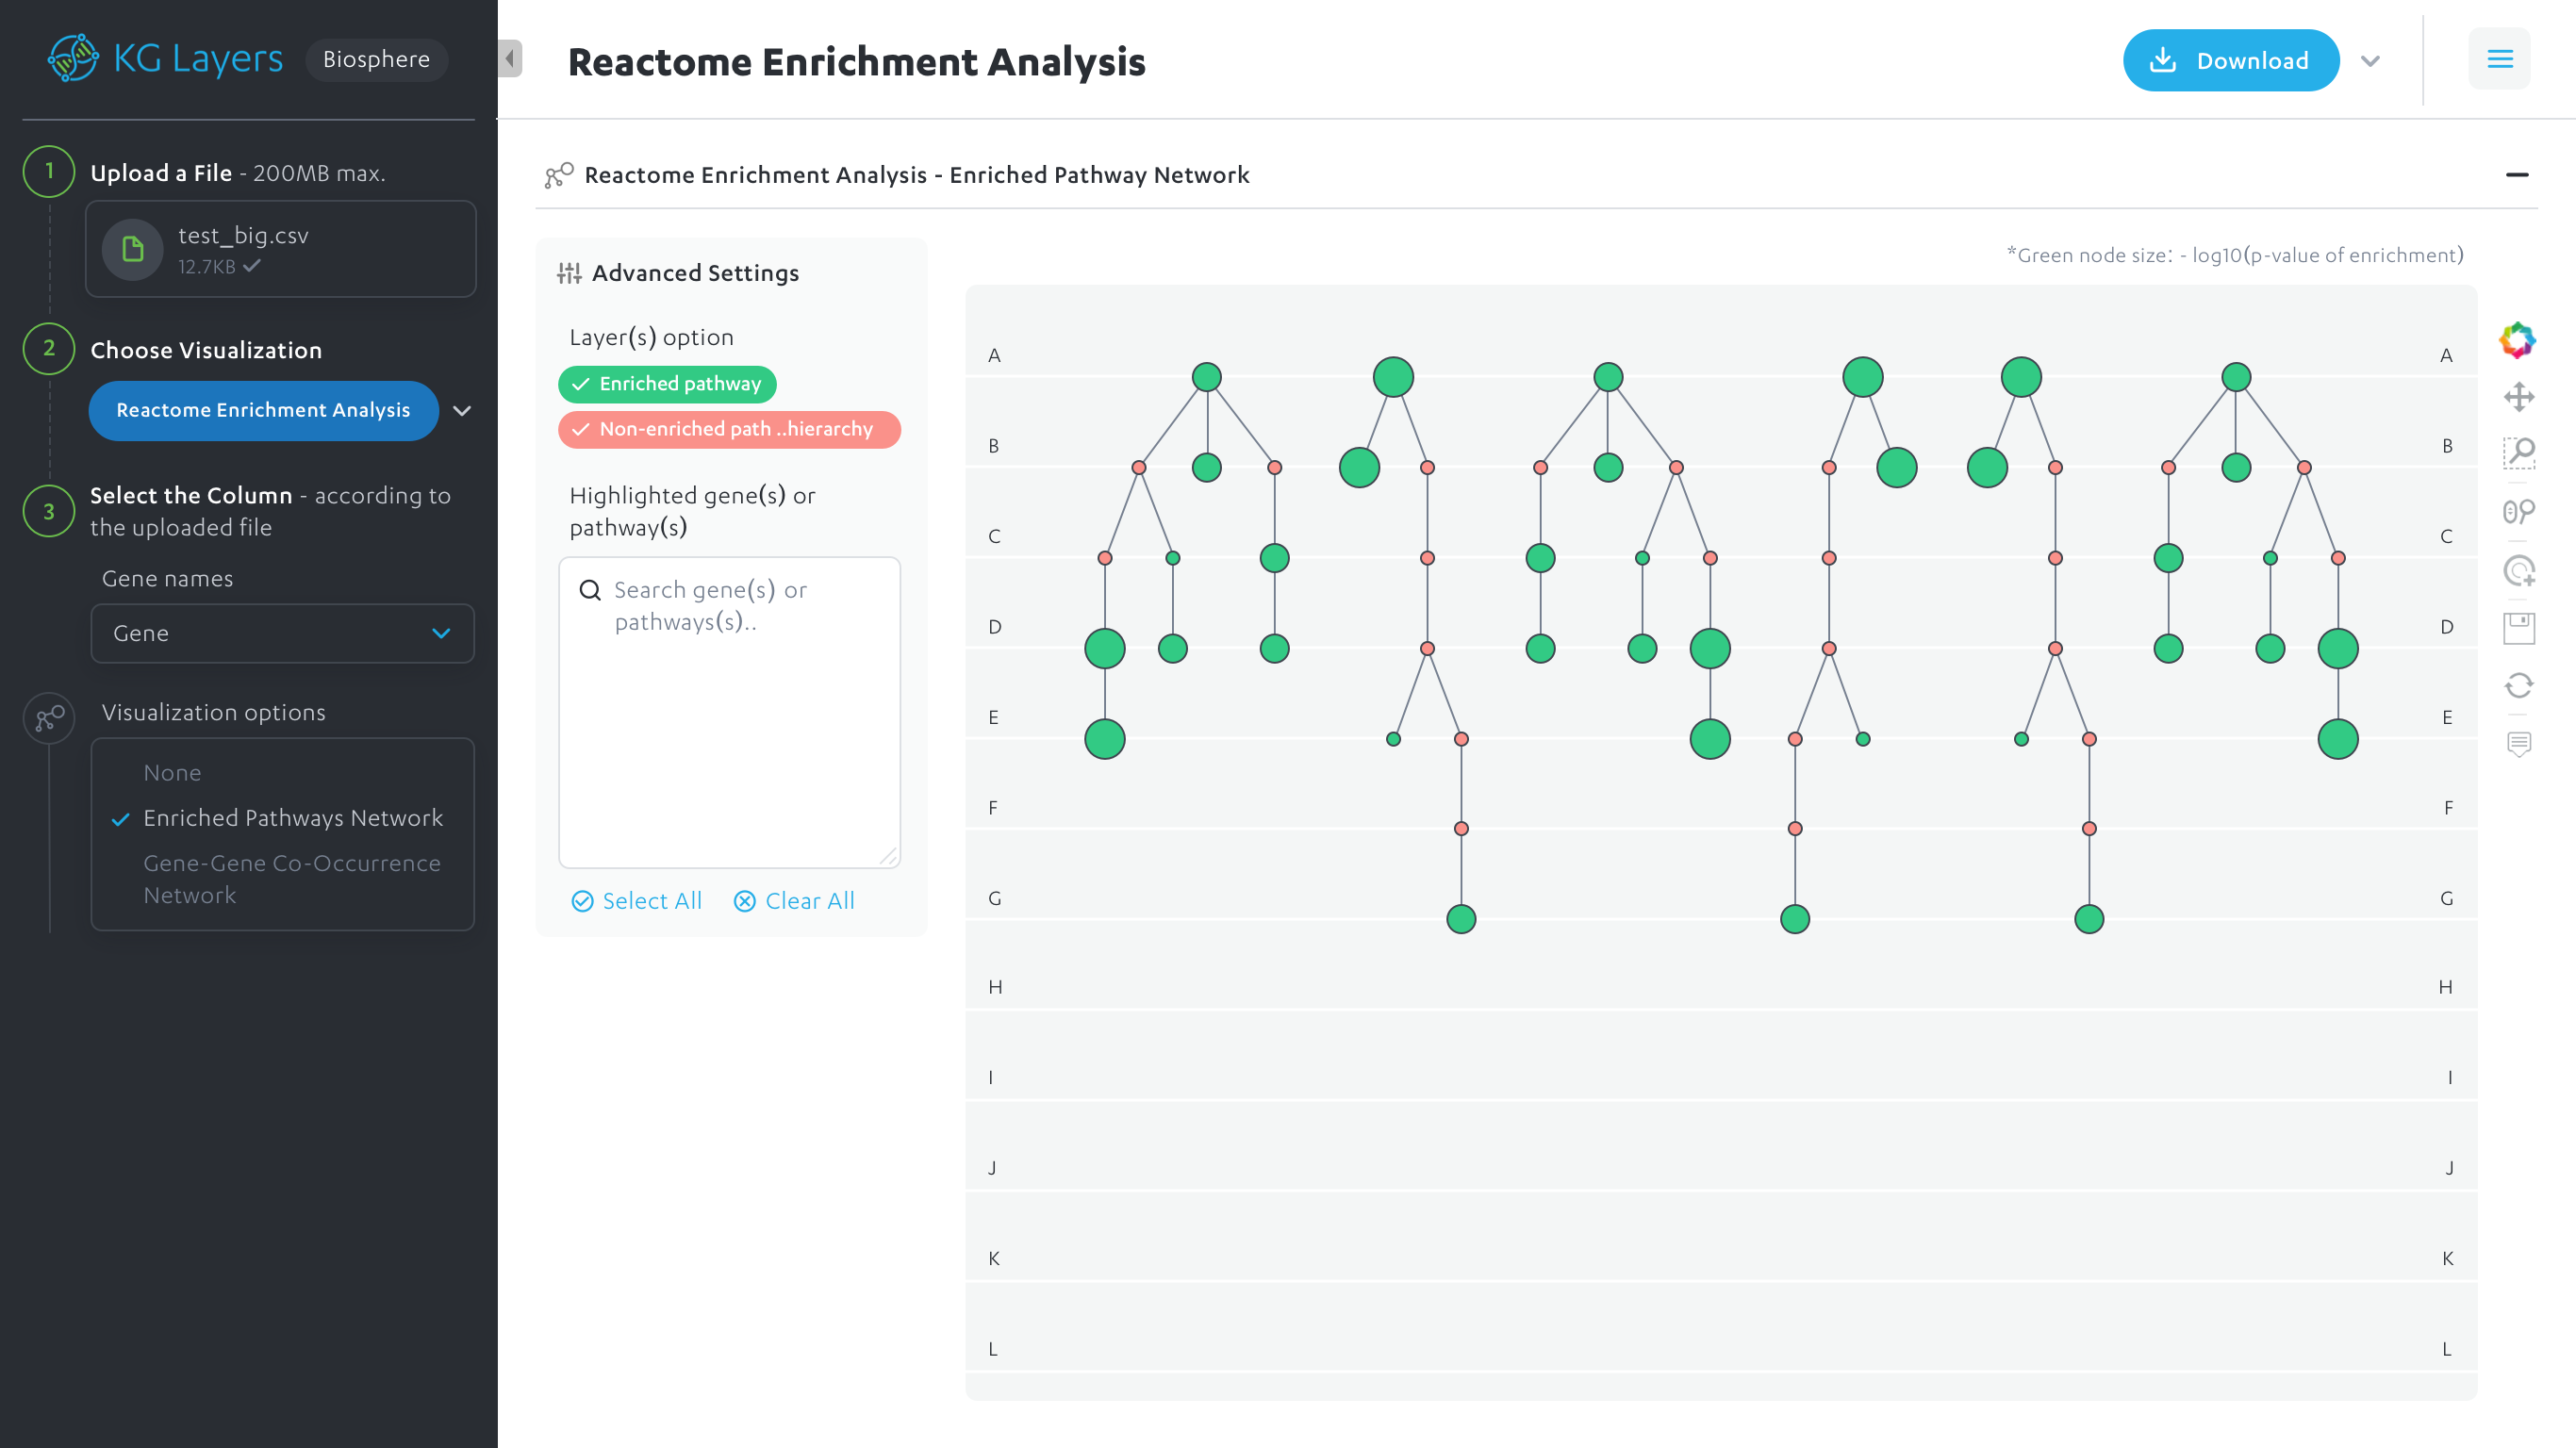 KG Layers
Biosphere
1
Upload a File - 200MB max.
test_big.csv
12.7KB
2
Choose Visualization
Reactome Enrichment Analysis
3
Select the Column - according to
the uploaded file
Gene names
Gene
Visualization options
None
Enriched Pathways Network
Gene-Gene Co-Occurrence
Network
Reactome Enrichment Analysis
Download
Reactome Enrichment Analysis - Enriched Pathway Network
Advanced Settings
Layer(s) option
Enriched pathway
Non-enriched path ..hierarchy
Highlighted gene(s) or
pathway(s)
Search gene(s) or
pathways(s)..
Select All
Clear All
*Green node size: - log10(p-value of enrichment)
A A
B B
C C
D D
E E
F F
G G
H H
I I
J J
K K
L L